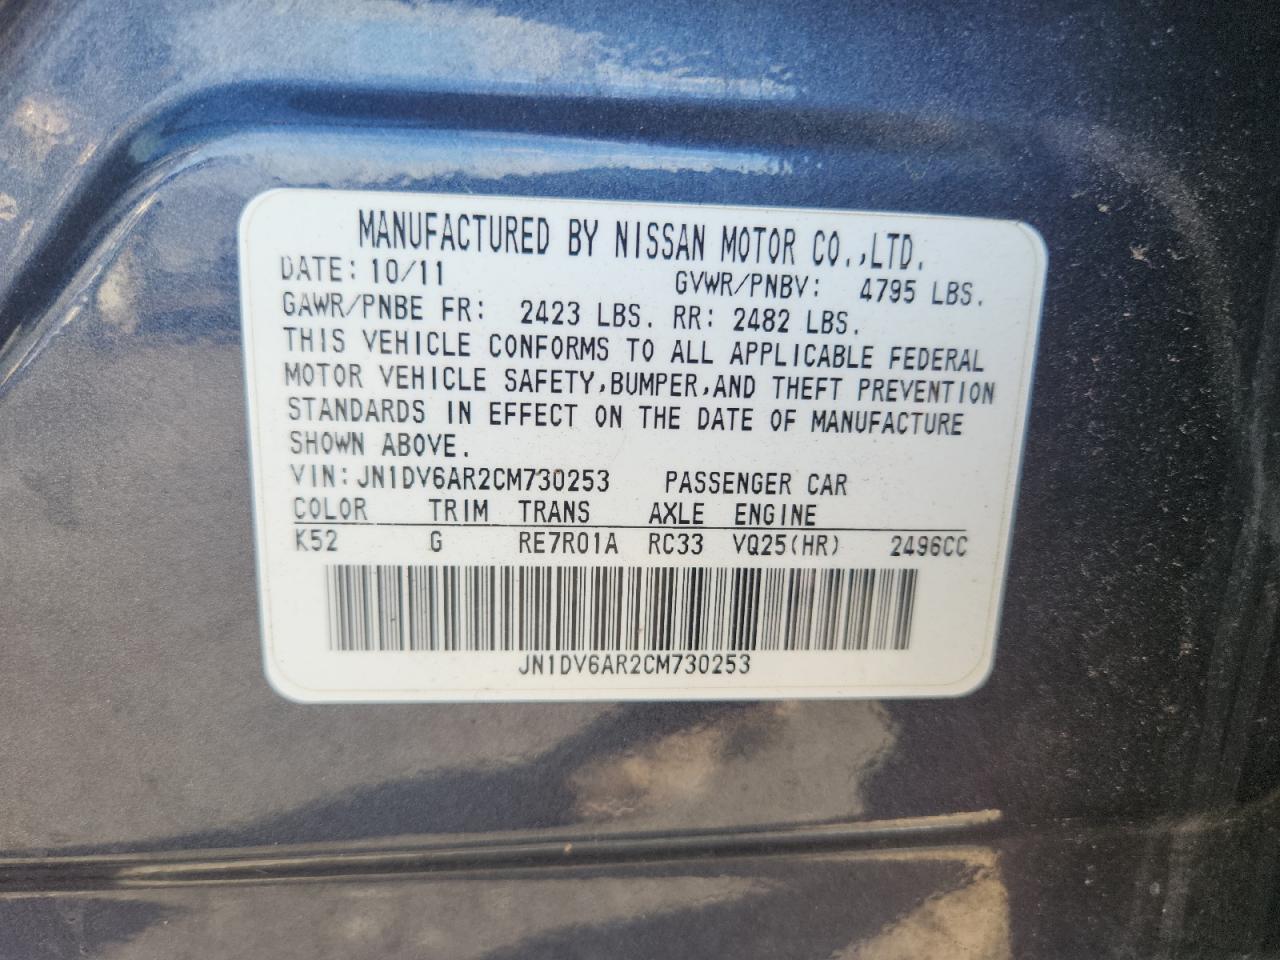 MANUFACTURED BY NISSAN MOTOR CO.,LTD.
DATE: 10/11 GVWR/PNBV: 4795 LBS.
GAWR/PNBE FR: 2423 LBS. RR: 2482 LBS.
THIS VEHICLE CONFORMS TO ALL APPLICABLE FEDERAL
MOTOR VEHICLE SAFETY,BUMPER,AND THEFT PREVENTION
STANDARDS IN EFFECT ON THE DATE OF MANUFACTURE
SHOWN ABOVE.
VIN:JN1DV6AR2CM730253 PASSENGER CAR
COLOR TRIM TRANS AXLE ENGINE
K52 G RE7R01A RC33 VQ25(HR) 2496CC
JN1DV6AR2CM730253